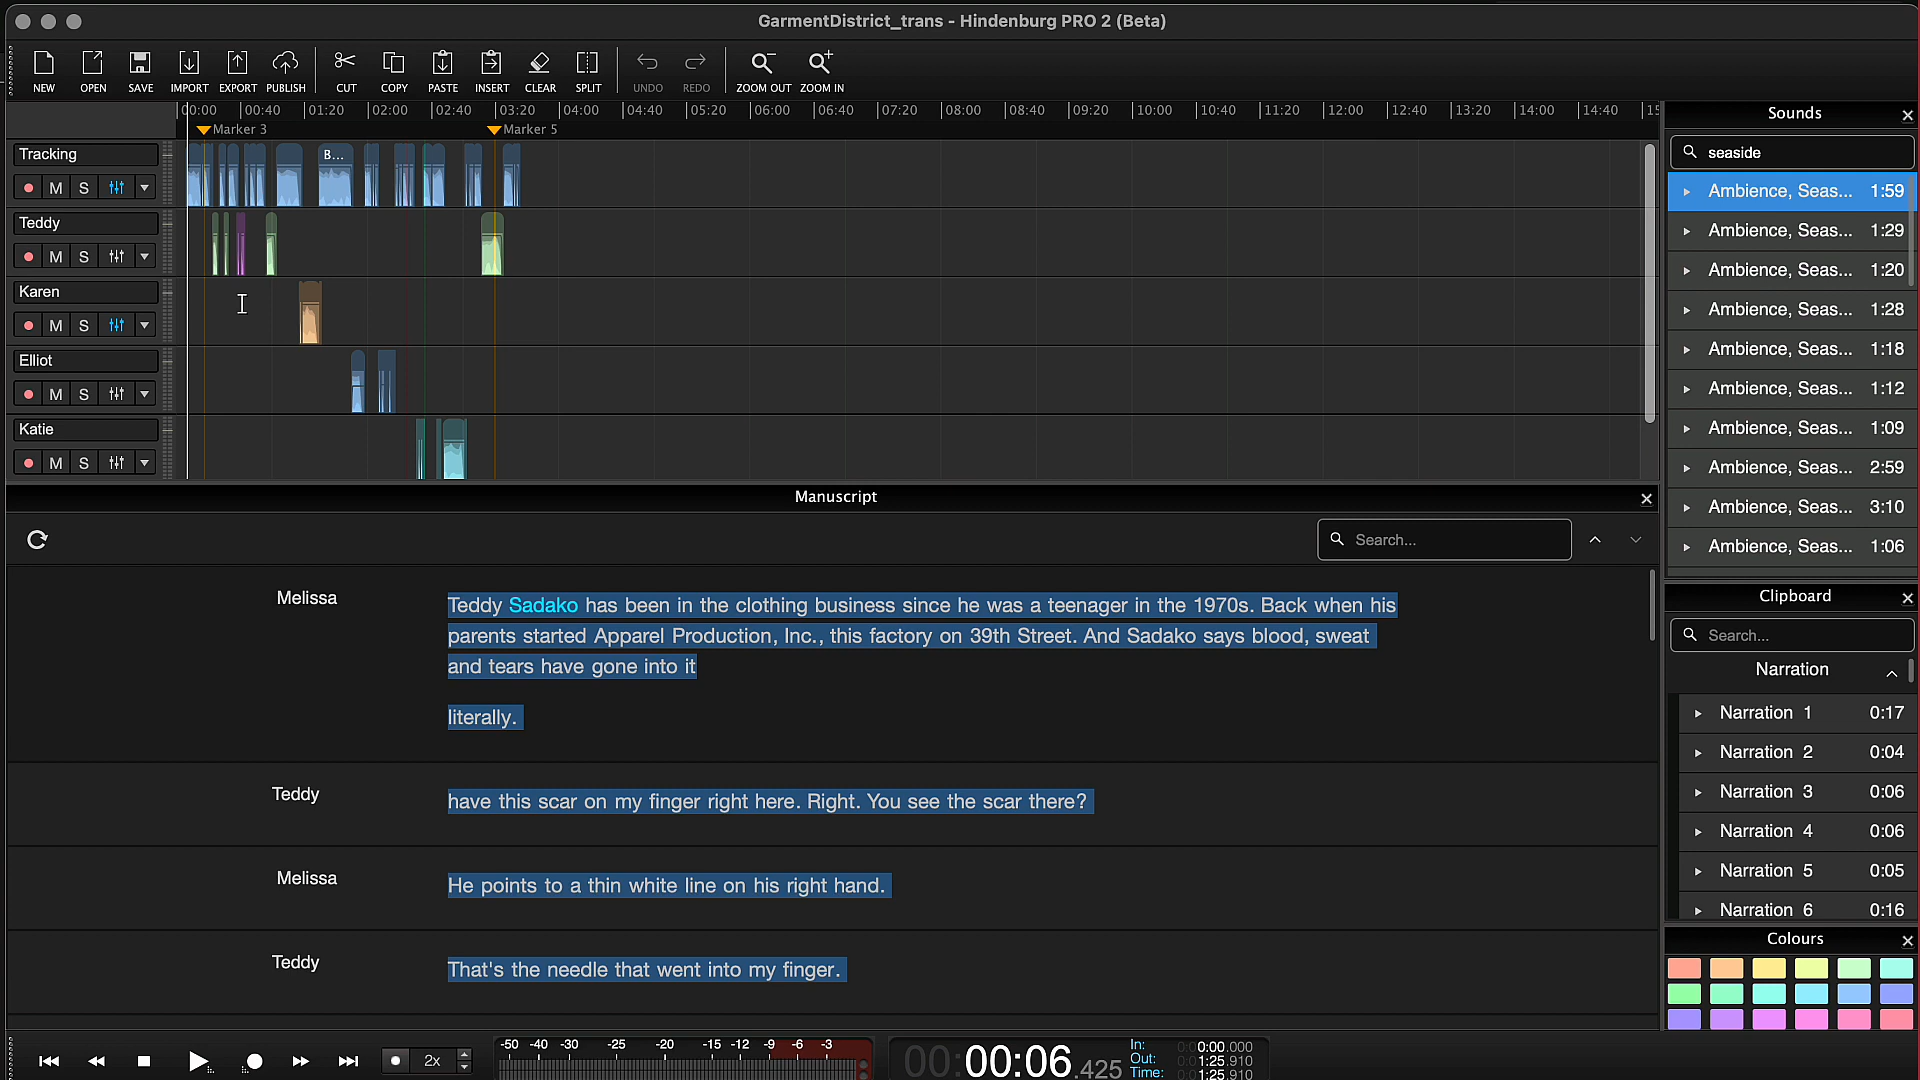 GarmentDistrict_trans - Hindenburg PRO 2 (Beta)
NEW OPEN SAVE IMPORT EXPORT PUBLISH CUT COPY PASTE INSERT CLEAR SPLIT UNDO REDO ZOOM OUT ZOOM IN
00:00 00:40 01:20 02:00 02:40 03:20 04:00 04:40 05:20 06:00 06:40 07:20 08:00 08:40 09:20 10:00 10:40 11:20 12:00 12:40 13:20 14:00 14:40 15
Marker 3 Marker 5
Tracking
B...
M S
Teddy
M S
Karen
M S
Elliot
M S
Katie
M S
Manuscript
Search...
Melissa
Teddy Sadako has been in the clothing business since he was a teenager in the 1970s. Back when his
parents started Apparel Production, Inc., this factory on 39th Street. And Sadako says blood, sweat
and tears have gone into it
literally.
Teddy
have this scar on my finger right here. Right. You see the scar there?
Melissa
He points to a thin white line on his right hand.
Teddy
That's the needle that went into my finger.
Sounds
seaside
Ambience, Seas... 1:59
Ambience, Seas... 1:29
Ambience, Seas... 1:20
Ambience, Seas... 1:28
Ambience, Seas... 1:18
Ambience, Seas... 1:12
Ambience, Seas... 1:09
Ambience, Seas... 2:59
Ambience, Seas... 3:10
Ambience, Seas... 1:06
Clipboard
Search...
Narration
Narration 1 0:17
Narration 2 0:04
Narration 3 0:06
Narration 4 0:06
Narration 5 0:05
Narration 6 0:16
Colours
2x
-50 -40 -30 -25 -20 -15 -12 -9 -6 -3
00:00:06.425
In: 0:00:00.000
Out: 0:01:25.910
Time: 0:01:25.910